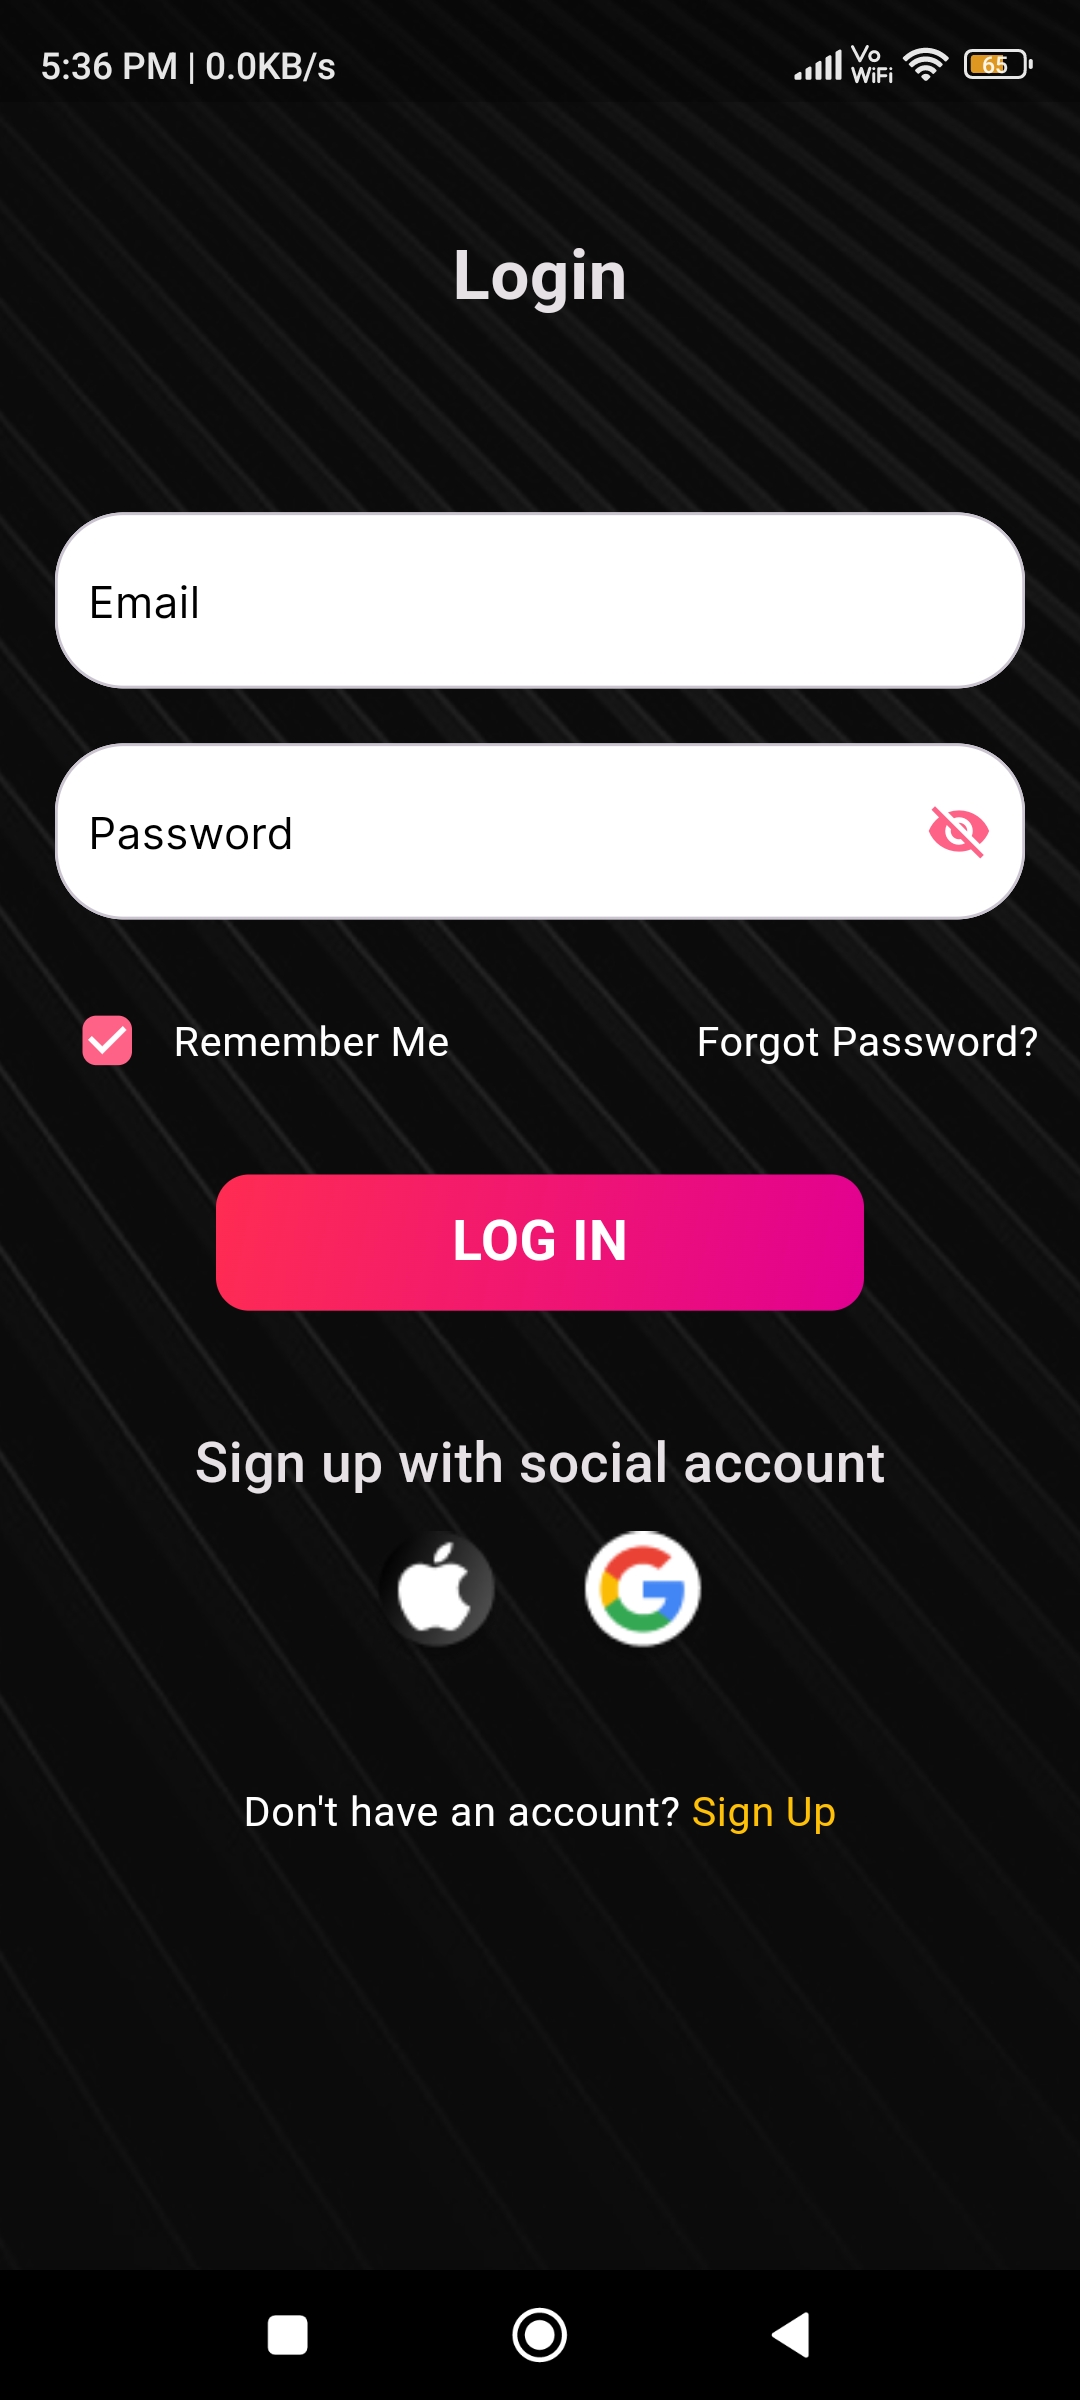 5:36 PM | 0.0KB/s Vo WiFi 65
Login
Email
Password
Remember Me Forgot Password?
LOG IN
Sign up with social account
Don't have an account? Sign Up